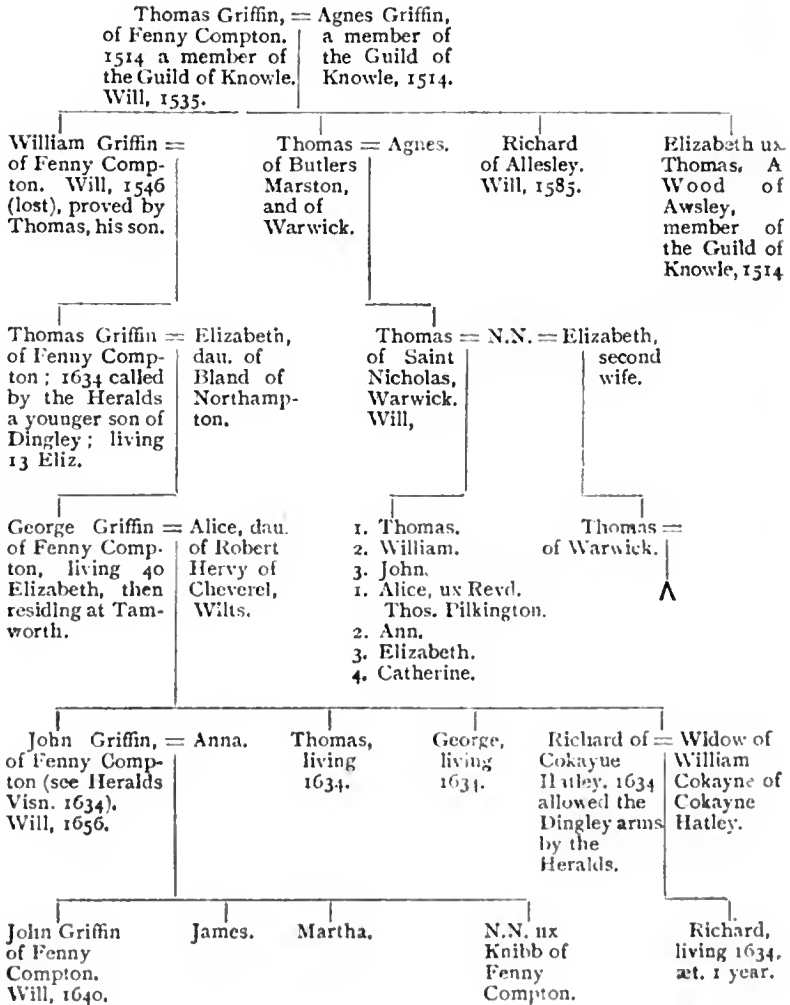 Thomas Griffin, = Agnes Griffin,
of Fenny Compton. a member of
1514 a member of the Guild of
the Guild of Knowle. Knowle, 1514.
Will, 1535.
William Griffin =
of Fenny Comp-
ton. Will, 1546
(lost), proved by
Thomas, his son.
Thomas = Agnes.
of Butlers
Marston,
and of
Warwick.
Richard
of Allesley.
Will, 1585.
Elizabeth ux.
Thomas. A
Wood of
Awsley,
member of
the Guild of
Knowle, 1514
Thomas Griffin =
of Fenny Comp-
ton; 1634 called
by the Heralds
a younger son of
Dingley; living
13 Eliz.
Elizabeth,
dau. of
Bland of
Northamp-
ton.
Thomas = N.N. = Elizabeth,
of Saint second
Nicholas, wife.
Warwick.
Will,
George Griffin =
of Fenny Comp-
ton, living 40
Elizabeth, then
residing at Tam-
worth.
Alice, dau.
of Robert
Hervy of
Cheverel,
Wilts.
1. Thomas.
2. William.
3. John.
1. Alice, ux Revd.
Thos. Pilkington.
2. Ann.
3. Elizabeth.
4. Catherine.
Thomas =
of Warwick.
John Griffin, = Anna.
of Fenny Comp-
ton (see Heralds
Visn. 1634).
Will, 1656.
Thomas,
living
1634.
George,
living
1634.
Richard of =
Cokayue
Hatley. 1634
allowed the
Dingley arms
by the
Heralds.
Widow of
William
Cokayne of
Cokayne
Hatley.
John Griffin
of Fenny
Compton.
Will, 1640.
James.
Martha.
N.N. ux
Knibb of
Fenny
Compton.
Richard,
living 1634,
æt. 1 year.